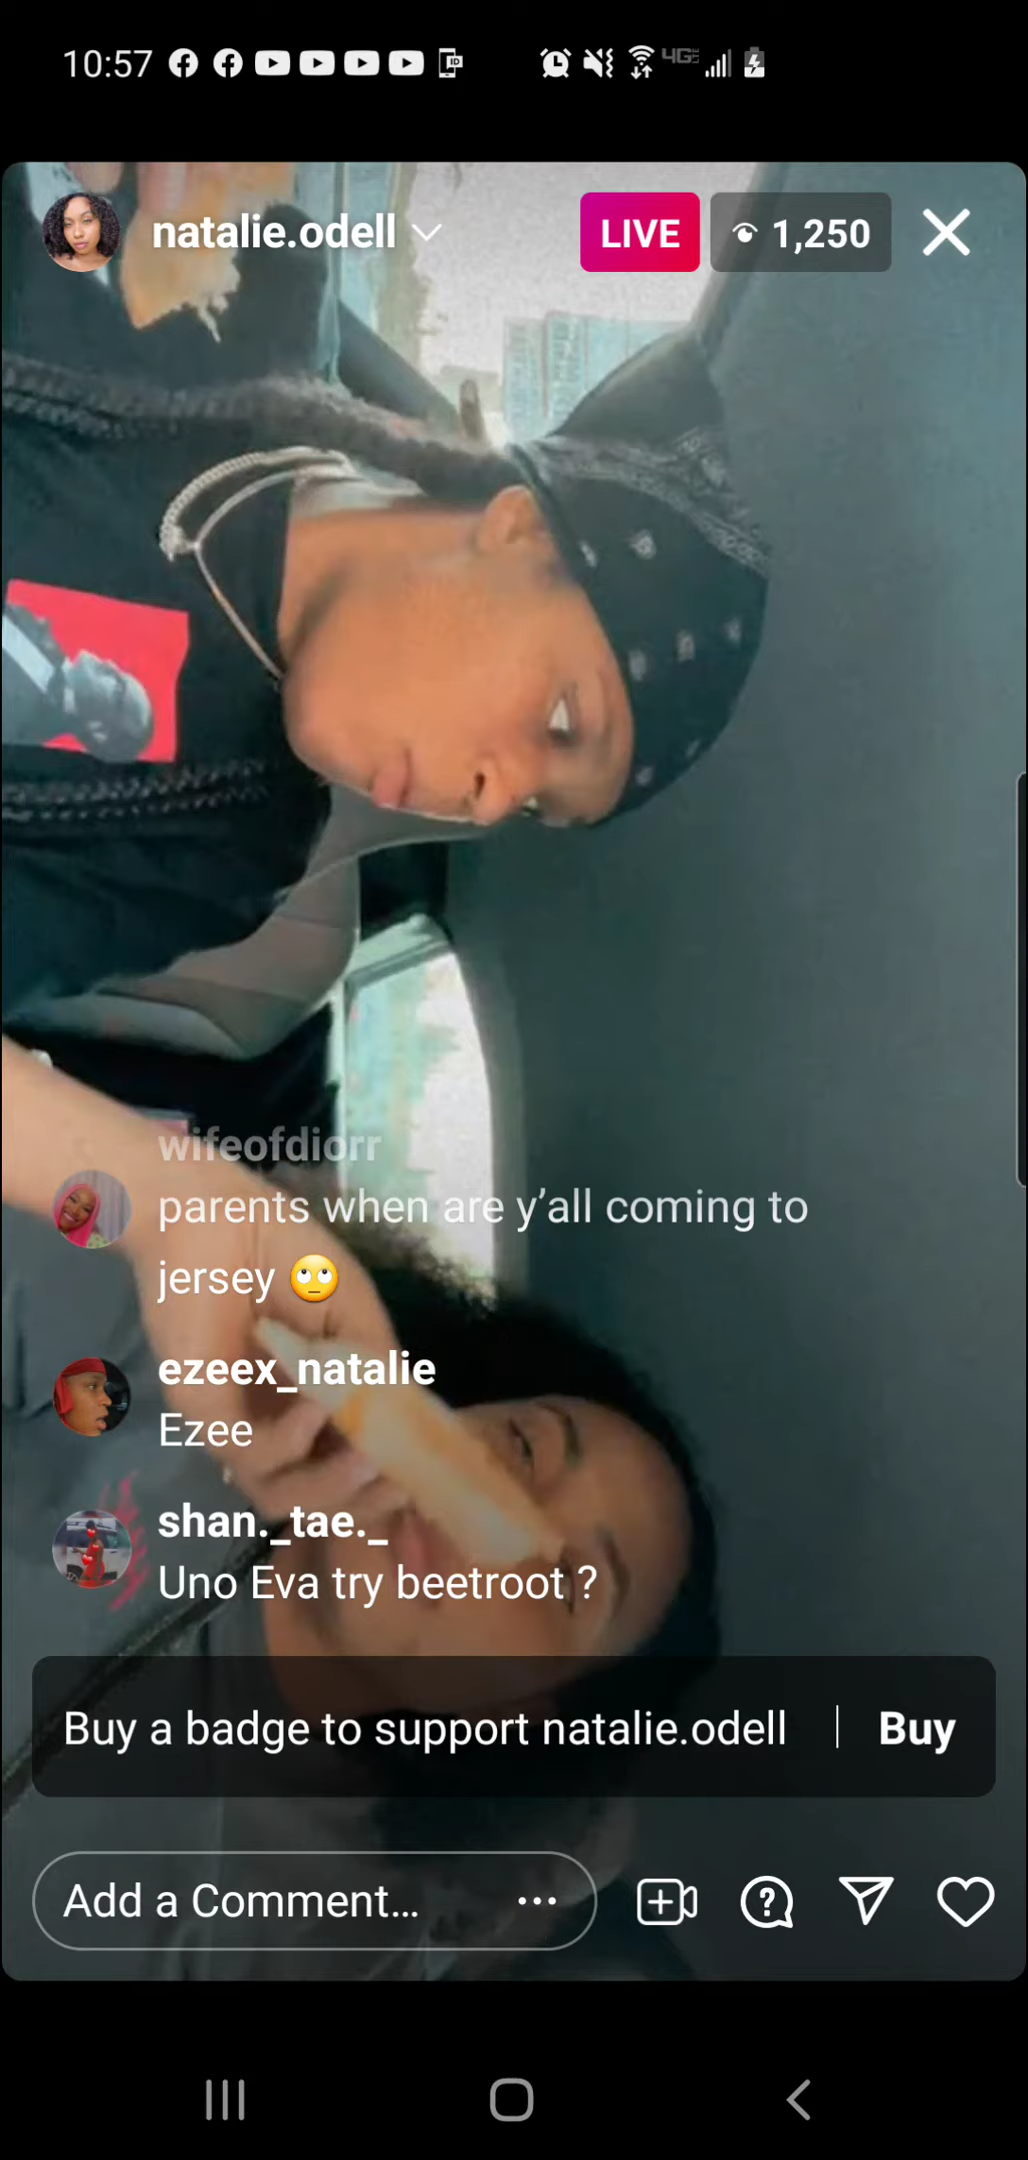 10:57
4GE
natalie.odell
LIVE
1,250
wifeofdiorr
parents when are y’all coming to
jersey 🙄
ezeex_natalie
Ezee
shan._tae._
Uno Eva try beetroot ?
Buy a badge to support natalie.odell | Buy
Add a Comment...